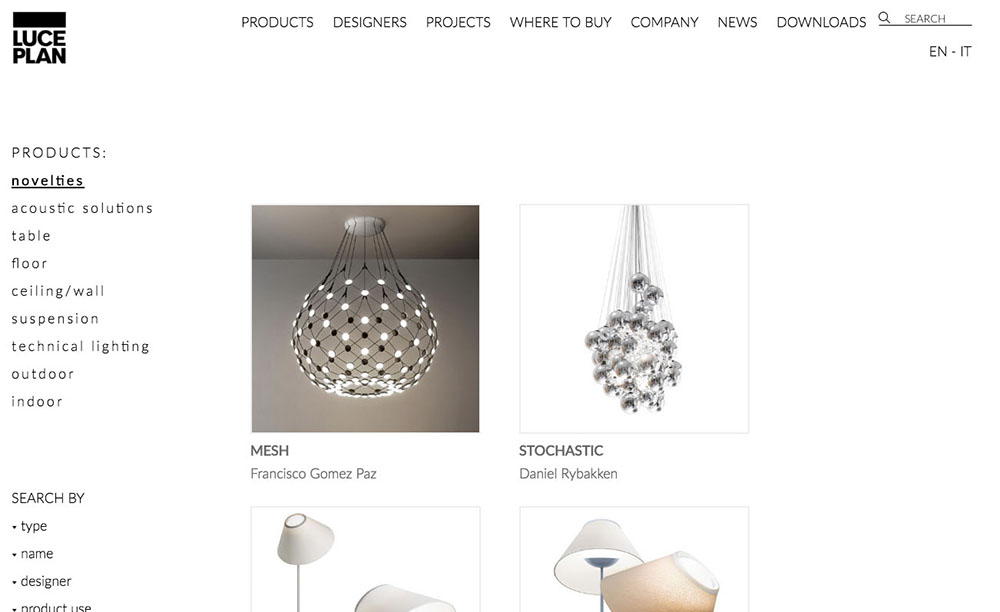 LUCE
PLAN
PRODUCTS DESIGNERS PROJECTS WHERE TO BUY COMPANY NEWS DOWNLOADS SEARCH
EN - IT
PRODUCTS:
novelties
acoustic solutions
table
floor
ceiling/wall
suspension
technical lighting
outdoor
indoor
MESH
Francisco Gomez Paz
STOCHASTIC
Daniel Rybakken
SEARCH BY
type
name
designer
product use